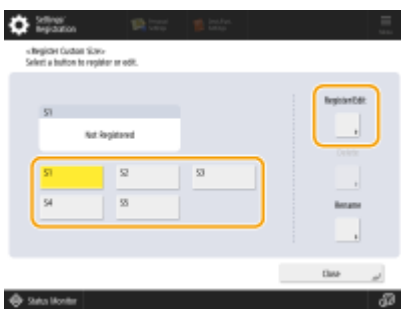 Settings/
Registration
<Register Custom Size>
Select a button to register or edit.
S1
Not Registered
Register/Edit
S1
S2
S3
Delete
S4
S5
Rename
Close
Status Monitor